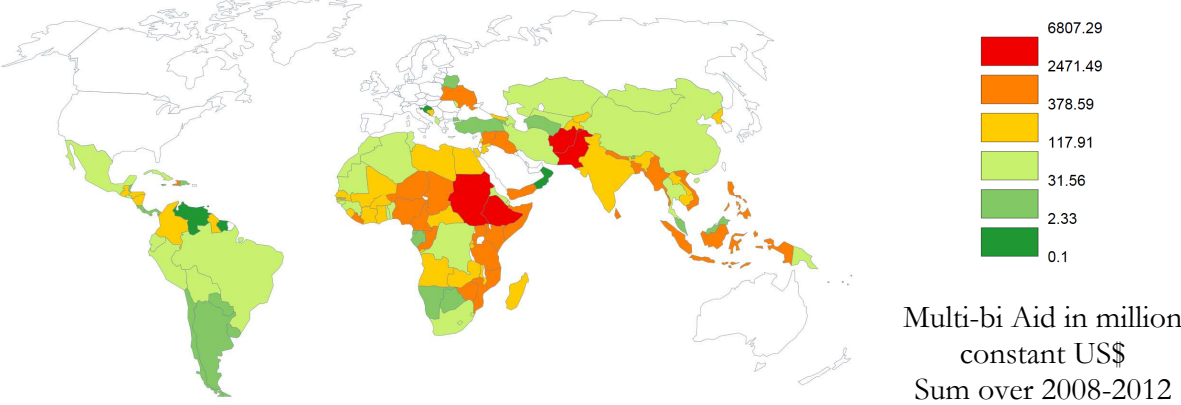 6807.29
2471.49
378.59
117.91
31.56
2.33
0.1
Multi-bi Aid in million
constant US$
Sum over 2008-2012